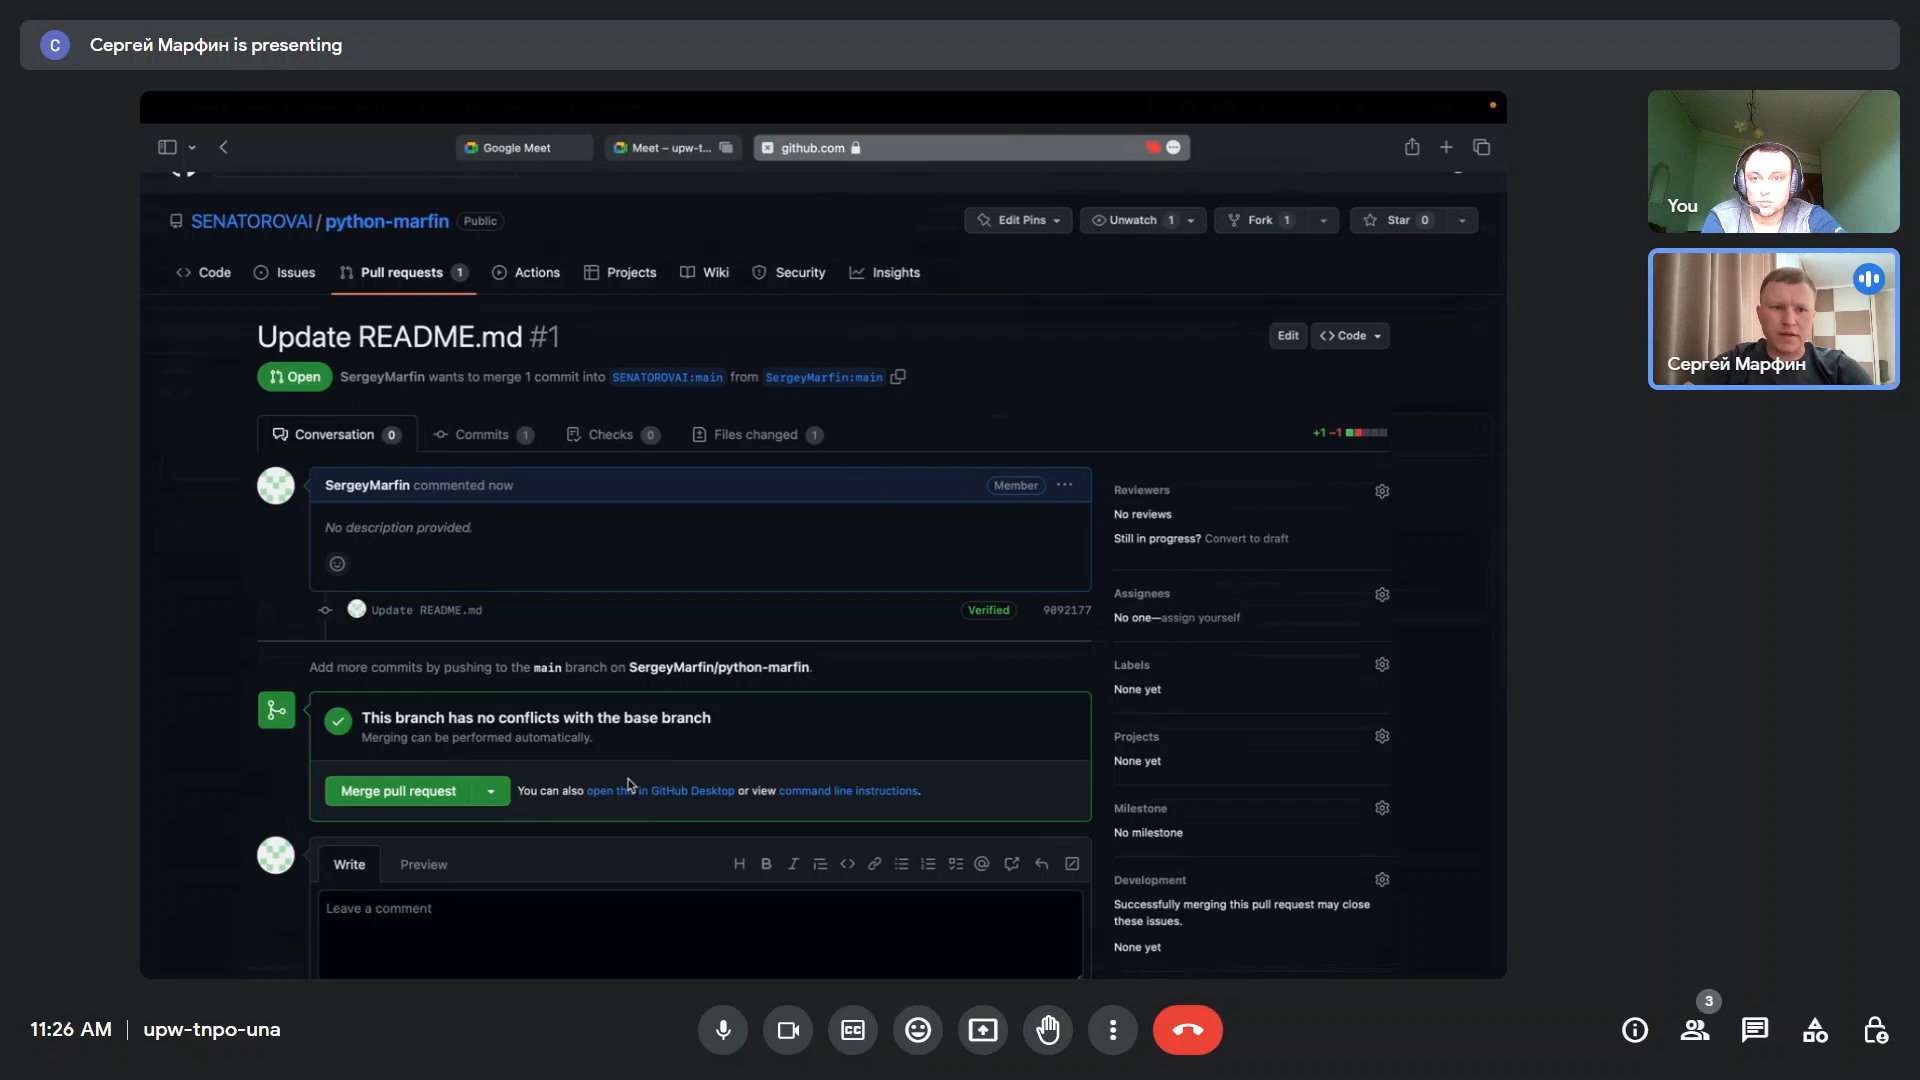 С Сергей Марфин is presenting
Google Meet
Meet – upw-t...
github.com
SENATOROVAI / python-marfin Public
Edit Pins
Unwatch 1
Fork 1
Star 0
Code
Issues
Pull requests 1
Actions
Projects
Wiki
Security
Insights
Update README.md #1
Edit
Code
Open
SergeyMarfin wants to merge 1 commit into SENATOROVAI:main from SergeyMarfin:main
Conversation 0
Commits 1
Checks 0
Files changed 1
+1 −1
SergeyMarfin commented now
Member
No description provided.
Update README.md
Verified
9092177
Add more commits by pushing to the main branch on SergeyMarfin/python-marfin.
This branch has no conflicts with the base branch
Merging can be performed automatically.
Merge pull request
You can also open this in GitHub Desktop or view command line instructions.
Write
Preview
Leave a comment
Reviewers
No reviews
Still in progress? Convert to draft
Assignees
No one—assign yourself
Labels
None yet
Projects
None yet
Milestone
No milestone
Development
Successfully merging this pull request may close
these issues.
None yet
You
Сергей Марфин
11:26 AM | upw-tnpo-una
CC
3